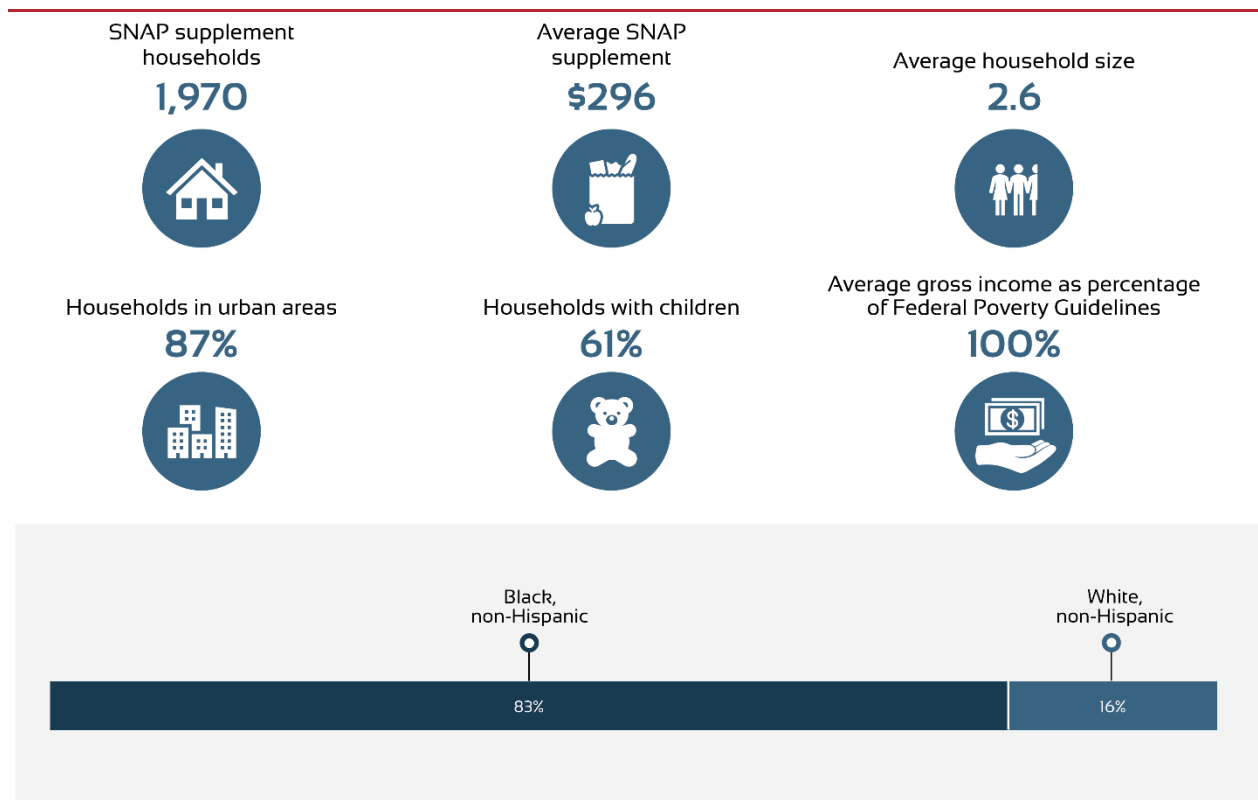 SNAP supplement
households
1,970
Average SNAP
supplement
$296
Average household size
2.6
Households in urban areas
87%
Households with children
61%
Average gross income as percentage
of Federal Poverty Guidelines
100%
$
Black,
non-Hispanic
White,
non-Hispanic
83%
16%